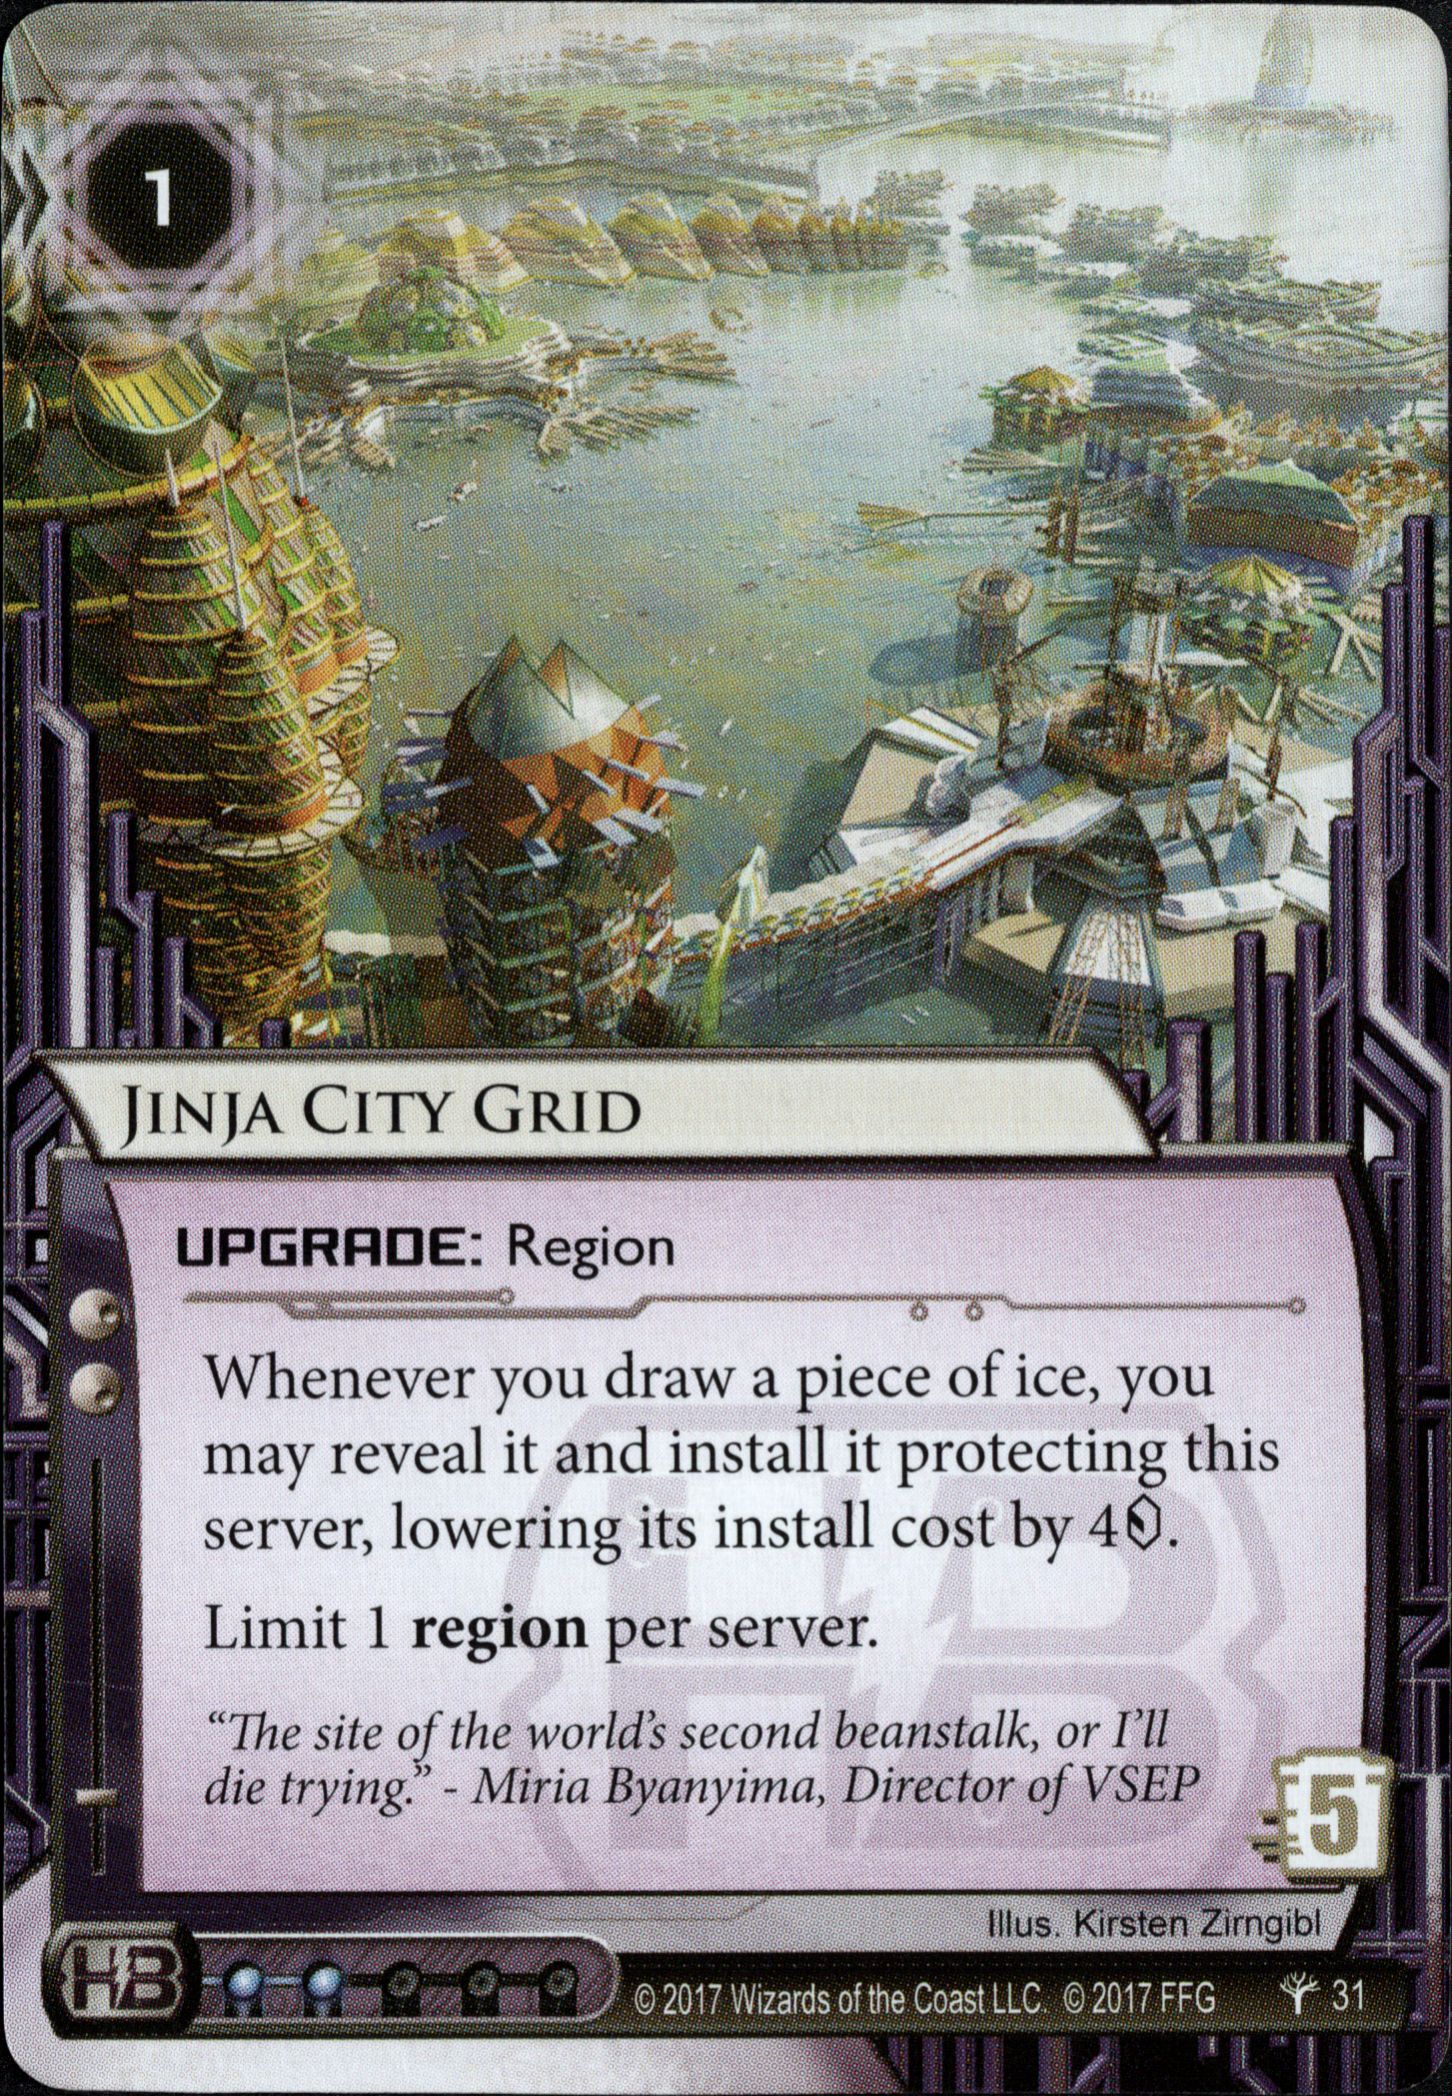 1
JINJA CITY GRID
UPGRADE: Region
Whenever you draw a piece of ice, you
may reveal it and install it protecting this
server, lowering its install cost by 4.
Limit 1 region per server.
“The site of the world’s second beanstalk, or I’ll
die trying.” - Miria Byanyima, Director of VSEP
5
Illus. Kirsten Zirngibl
HB
© 2017 Wizards of the Coast LLC. © 2017 FFG 31